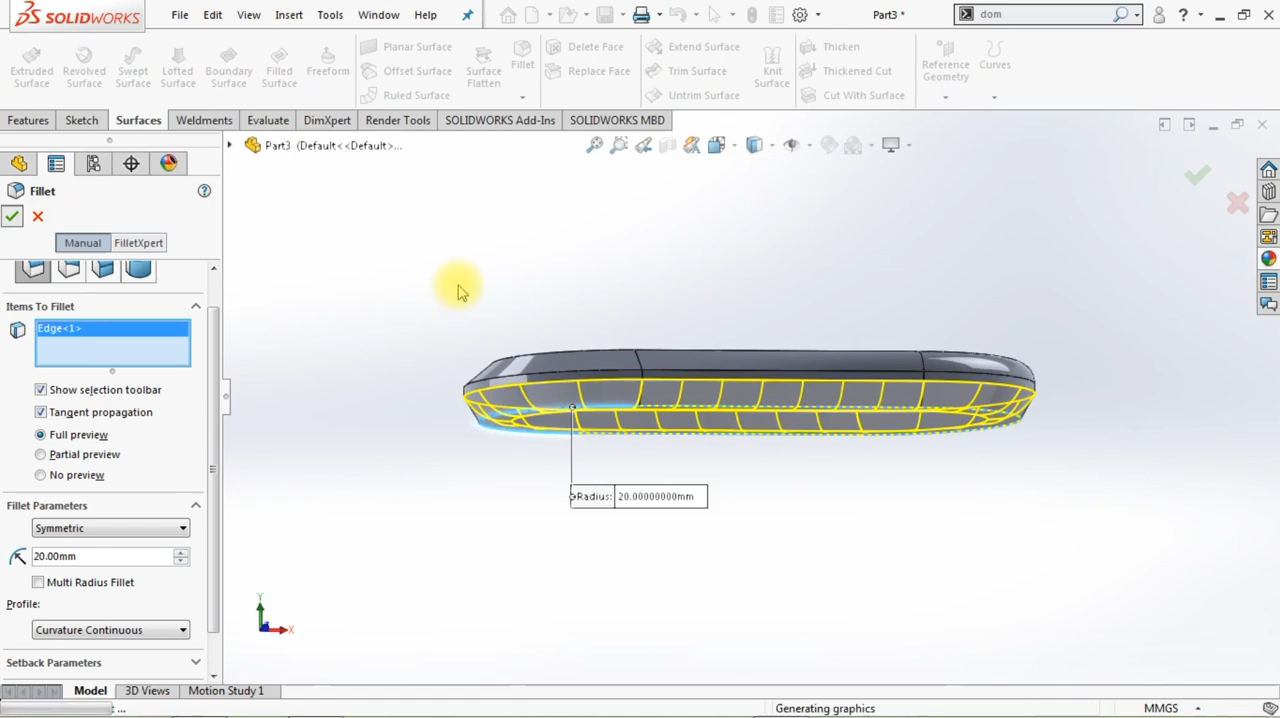 SOLIDWORKS File Edit View Insert Tools Window Help Part3 * dom ?
Extruded Surface
Revolved Surface
Swept Surface
Lofted Surface
Boundary Surface
Filled Surface
Freeform
Planar Surface
Offset Surface
Ruled Surface
Surface Flatten
Fillet
Delete Face
Replace Face
Extend Surface
Trim Surface
Untrim Surface
Knit Surface
Thicken
Thickened Cut
Cut With Surface
Reference Geometry
Curves
Features Sketch Surfaces Weldments Evaluate DimXpert Render Tools SOLIDWORKS Add-Ins SOLIDWORKS MBD
Part3 (Default<<Default>...
Fillet
Manual FilletXpert
Items To Fillet
Edge<1>
Show selection toolbar
Tangent propagation
Full preview
Partial preview
No preview
Fillet Parameters
Symmetric
20.00mm
Multi Radius Fillet
Profile:
Curvature Continuous
Setback Parameters
Radius: 20.00000000mm
Y
X
Model 3D Views Motion Study 1
... Generating graphics MMGS